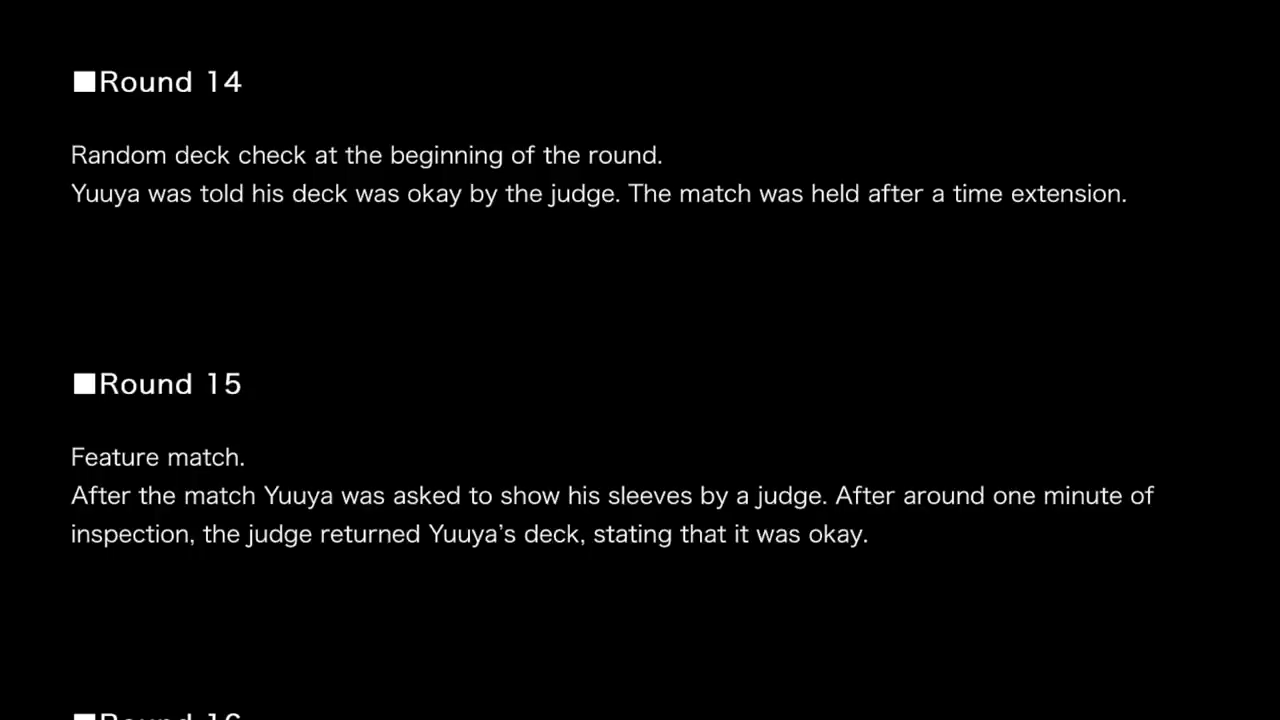 ■Round 14
Random deck check at the beginning of the round.
Yuuya was told his deck was okay by the judge. The match was held after a time extension.
■Round 15
Feature match.
After the match Yuuya was asked to show his sleeves by a judge. After around one minute of
inspection, the judge returned Yuuya’s deck, stating that it was okay.
■Round 16